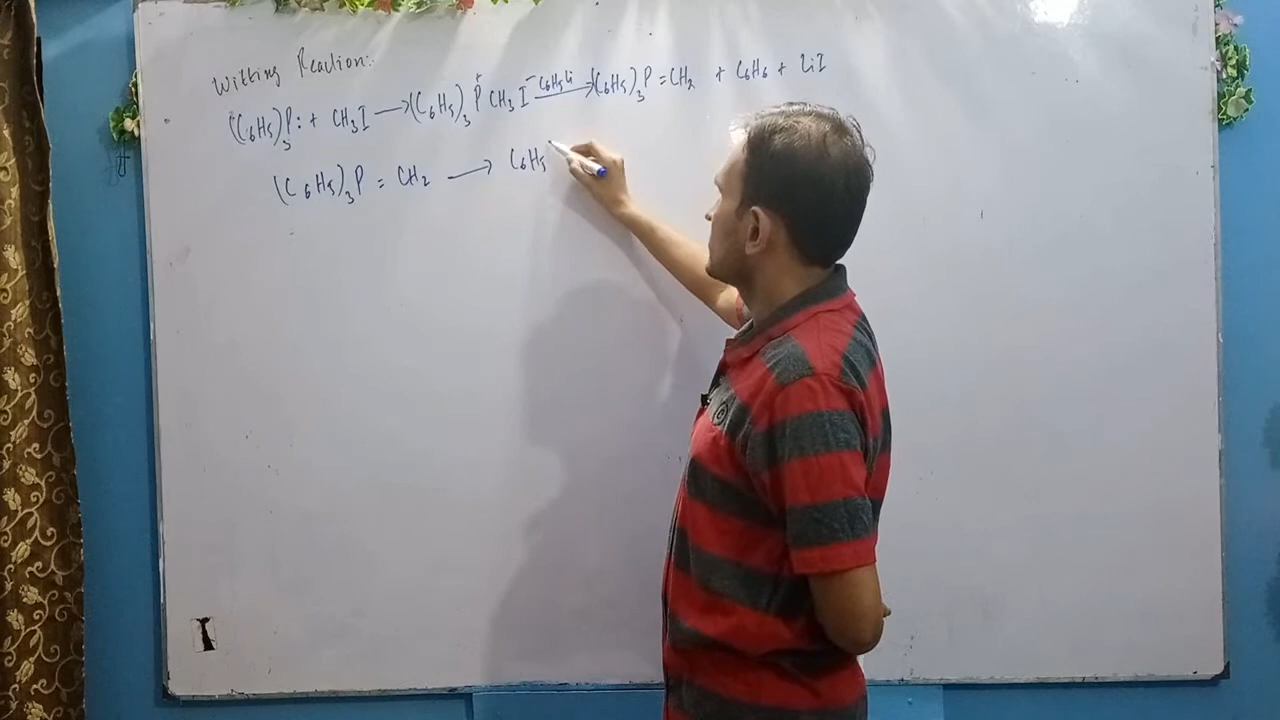 Witting Reaction:
(C6H5)3P: + CH3I → (C6H5)3P+ CH3I- C6H5Li → (C6H5)3P = CH2 + C6H6 + LiI
(C6H5)3P = CH2 → C6H5